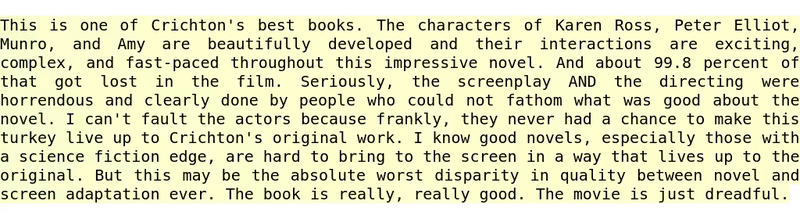 This is one of Crichton's best books. The characters of Karen Ross, Peter Elliot,
Munro, and Amy are beautifully developed and their interactions are exciting,
complex, and fast-paced throughout this impressive novel. And about 99.8 percent of
that got lost in the film. Seriously, the screenplay AND the directing were
horrendous and clearly done by people who could not fathom what was good about the
novel. I can't fault the actors because frankly, they never had a chance to make this
turkey live up to Crichton's original work. I know good novels, especially those with
a science fiction edge, are hard to bring to the screen in a way that lives up to the
original. But this may be the absolute worst disparity in quality between novel and
screen adaptation ever. The book is really, really good. The movie is just dreadful.